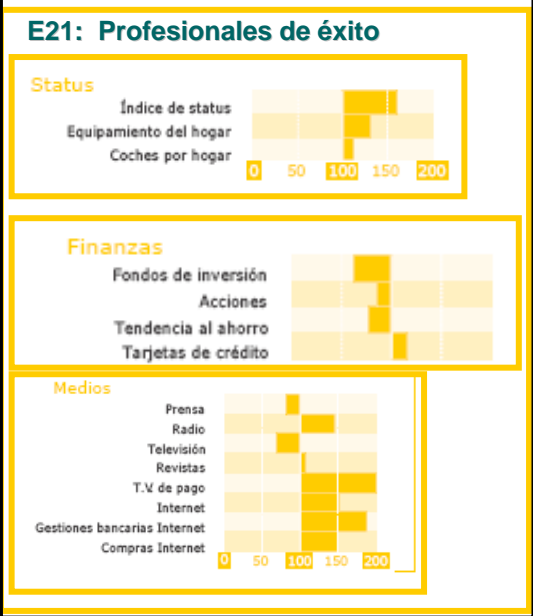 E21: Profesionales de éxito
Status
Índice de status
Equipamiento del hogar
Coches por hogar
0 50 100 150 200
Finanzas
Fondos de inversión
Acciones
Tendencia al ahorro
Tarjetas de crédito
Medios
Prensa
Radio
Televisión
Revistas
T.V. de pago
Internet
Gestiones bancarias Internet
Compras Internet
0 50 100 150 200